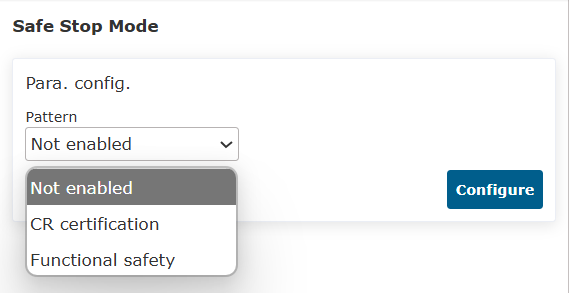 Safe Stop Mode
Para. config.
Pattern
Not enabled
Not enabled
Configure
CR certification
Functional safety